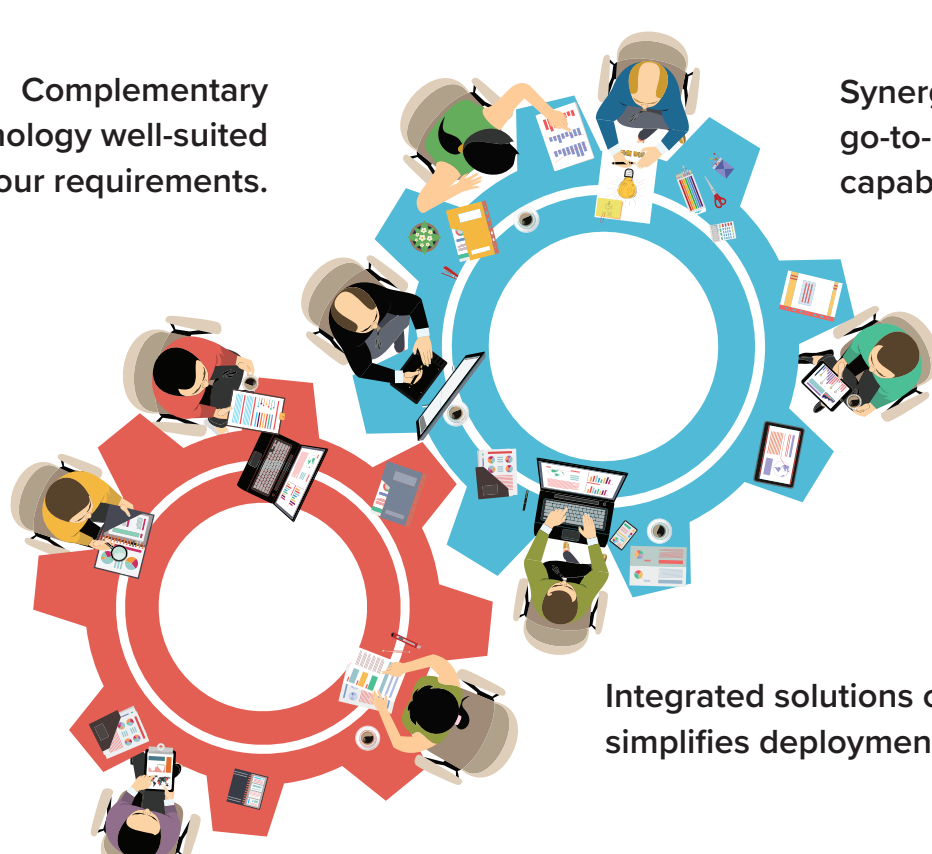 Complementary
nology well-suited
our requirements.
Synerg
go-to-
capab
Integrated solutions
simplifies deploymen